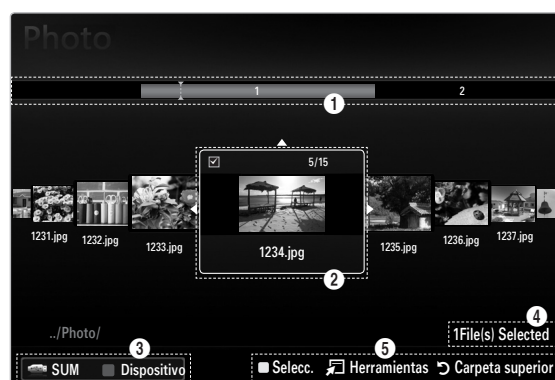 Photo
1 2
1
5/15
1231.jpg 1232.jpg 1233.jpg 1234.jpg 1235.jpg 1236.jpg 1237.jpg
2
4
../Photo/ 1File(s) Selected
3 5
SUM Dispositivo Selecc. Herramientas Carpeta superior